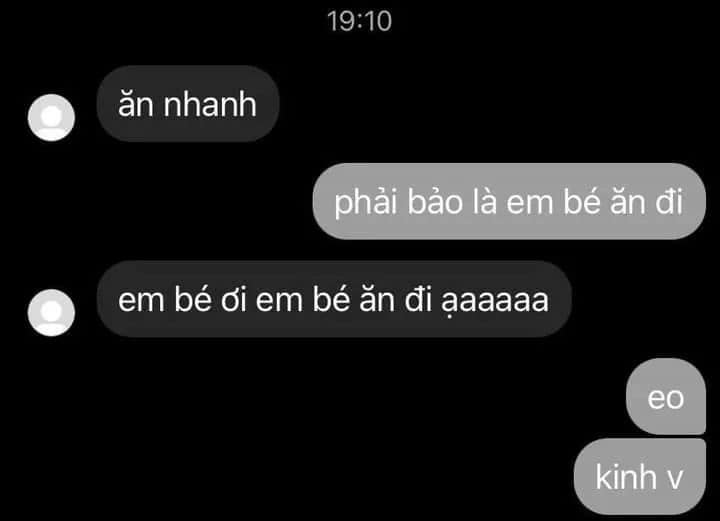 19:10
ăn nhanh
phải bảo là em bé ăn đi
em bé ơi em bé ăn đi ạaaaaa
eo
kinh v